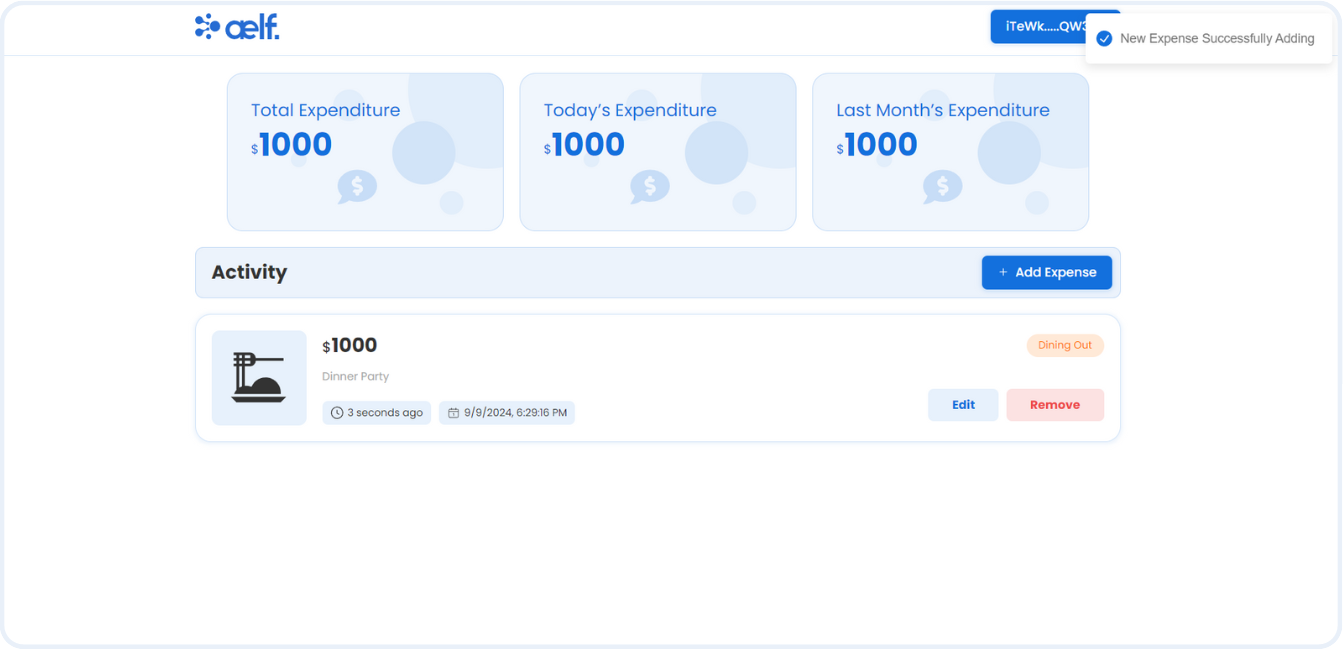 aelf.
iTeWk.....QW3
New Expense Successfully Adding
Total Expenditure
$1000
Today's Expenditure
$1000
Last Month's Expenditure
$1000
$
$
$
Activity
+ Add Expense
$1000
Dining Out
Dinner Party
3 seconds ago
9/9/2024, 6:29:16 PM
Edit
Remove